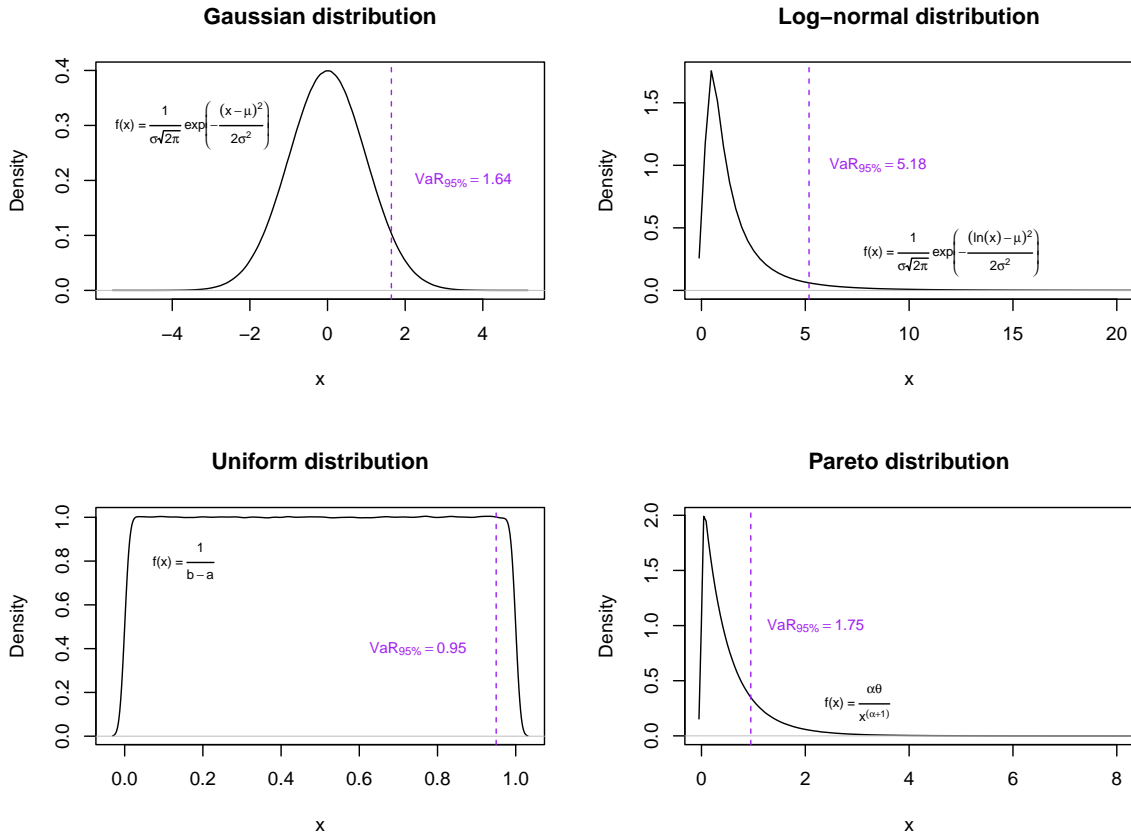 Gaussian distribution
Density
0.0 0.1 0.2 0.3 0.4
f(x) = 1/(σ√2π) exp(−(x − μ)²/2σ²)
VaR95% = 1.64
−4 −2 0 2 4
x
Log−normal distribution
Density
0.0 0.5 1.0 1.5
VaR95% = 5.18
f(x) = 1/(σ√2π) exp(−(ln(x) − μ)²/2σ²)
0 5 10 15 20
x
Uniform distribution
Density
0.0 0.2 0.4 0.6 0.8 1.0
f(x) = 1/(b − a)
VaR95% = 0.95
0.0 0.2 0.4 0.6 0.8 1.0
x
Pareto distribution
Density
0.0 0.5 1.0 1.5 2.0
VaR95% = 1.75
f(x) = αθ/x^(α+1)
0 2 4 6 8
x